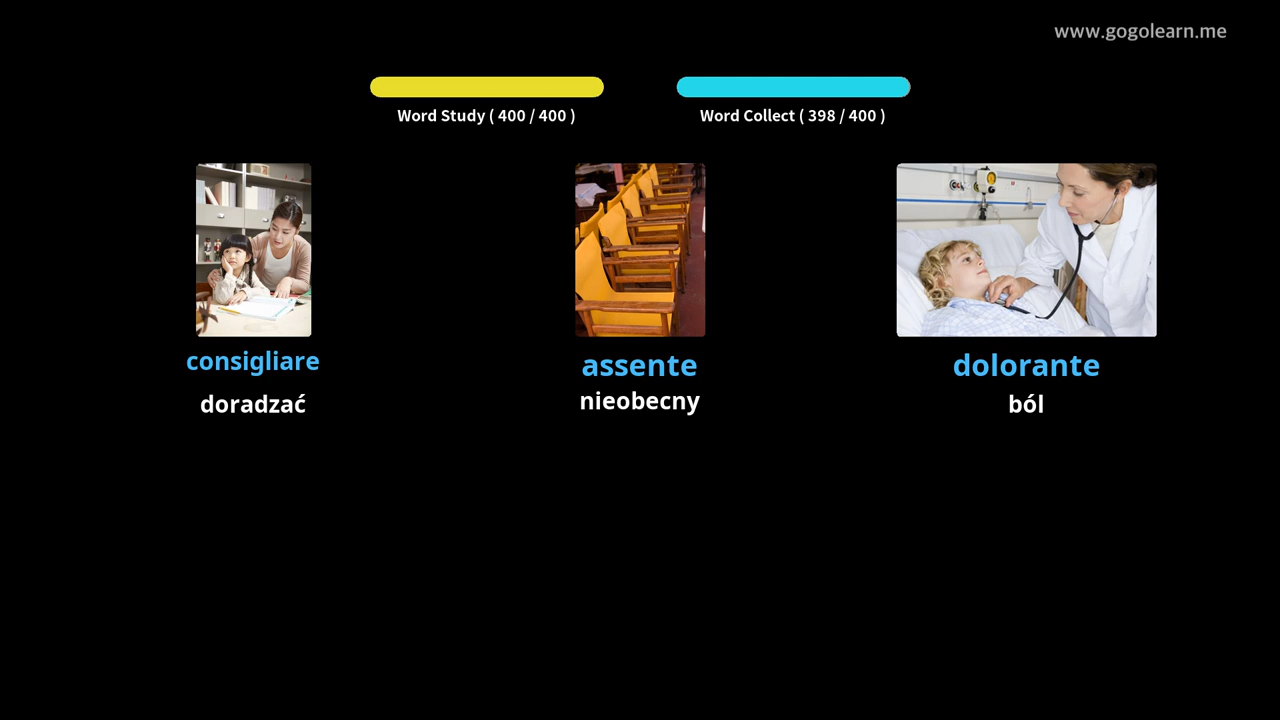 www.gogolearn.me
Word Study ( 400 / 400 )
Word Collect ( 398 / 400 )
consigliare
doradzać
assente
nieobecny
dolorante
ból